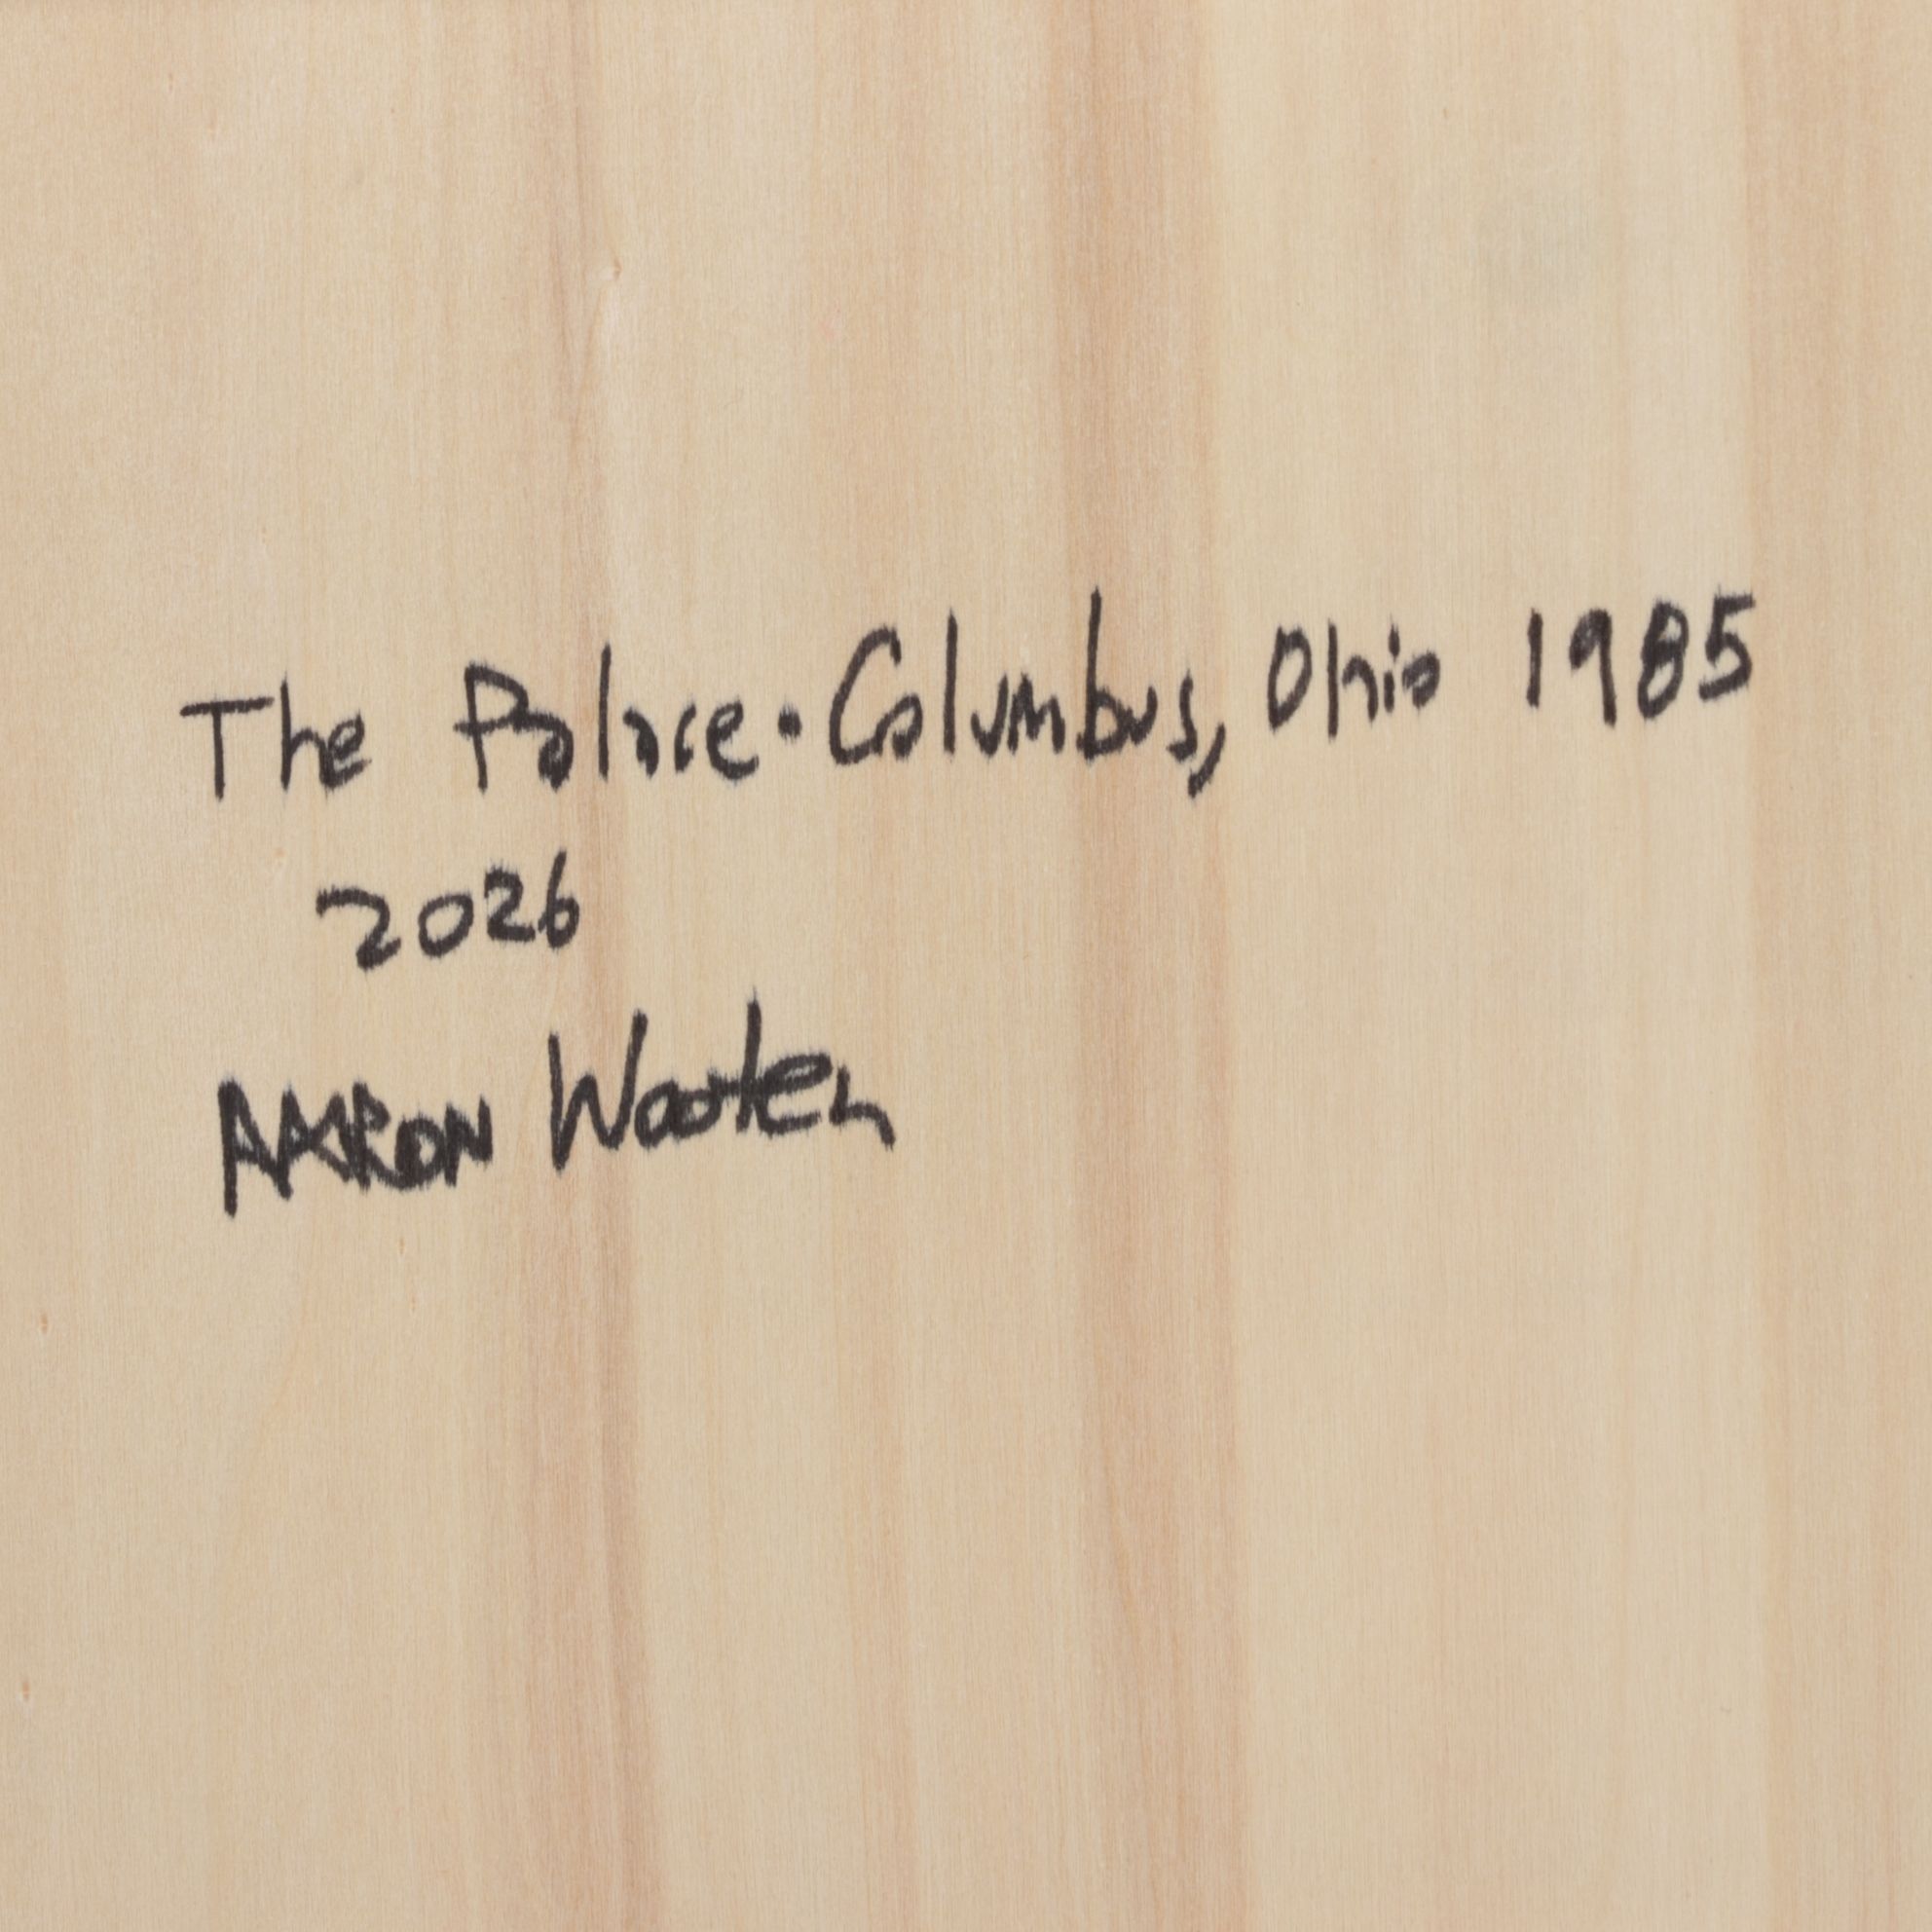 The Palace • Columbus, Ohio 1985
2026
AARON Wooten